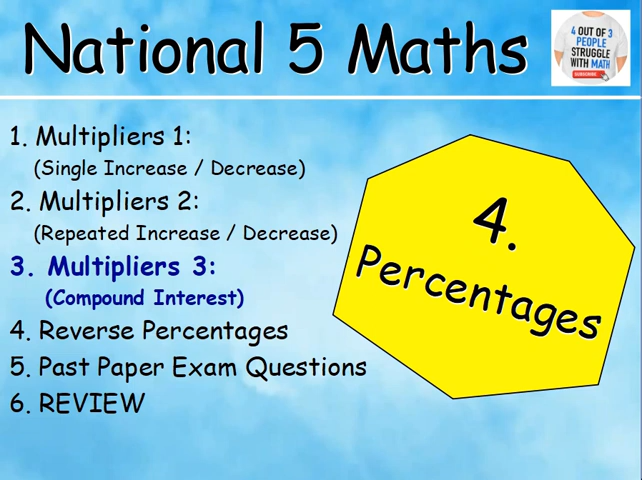 National 5 Maths
4 OUT OF 3
PEOPLE
STRUGGLE
WITH MATH
SUBSCRIBE
1. Multipliers 1:
(Single Increase / Decrease)
2. Multipliers 2:
(Repeated Increase / Decrease)
3. Multipliers 3:
(Compound Interest)
4. Reverse Percentages
5. Past Paper Exam Questions
6. REVIEW
4.
Percentages